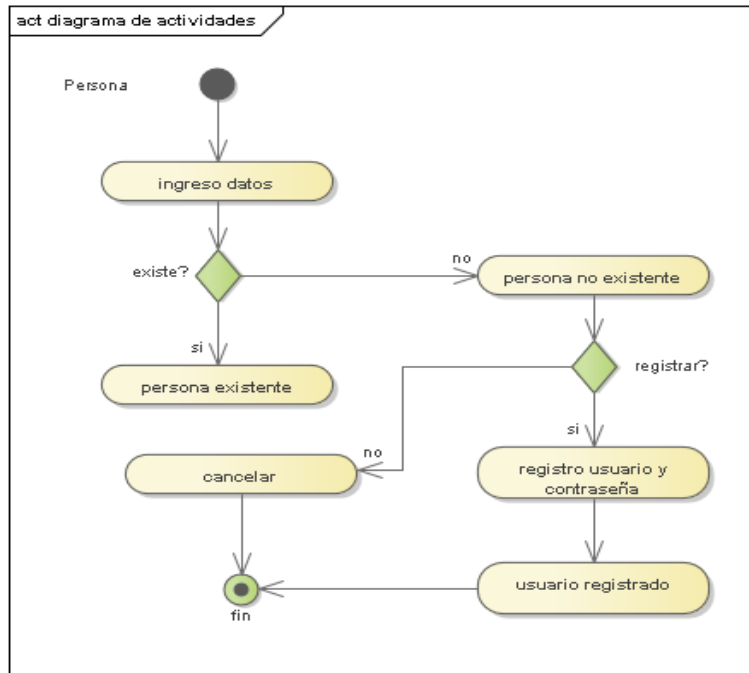 act diagrama de actividades
Persona
ingreso datos
existe?
no
persona no existente
si
persona existente
registrar?
no
si
cancelar
registro usuario y
contraseña
usuario registrado
fin